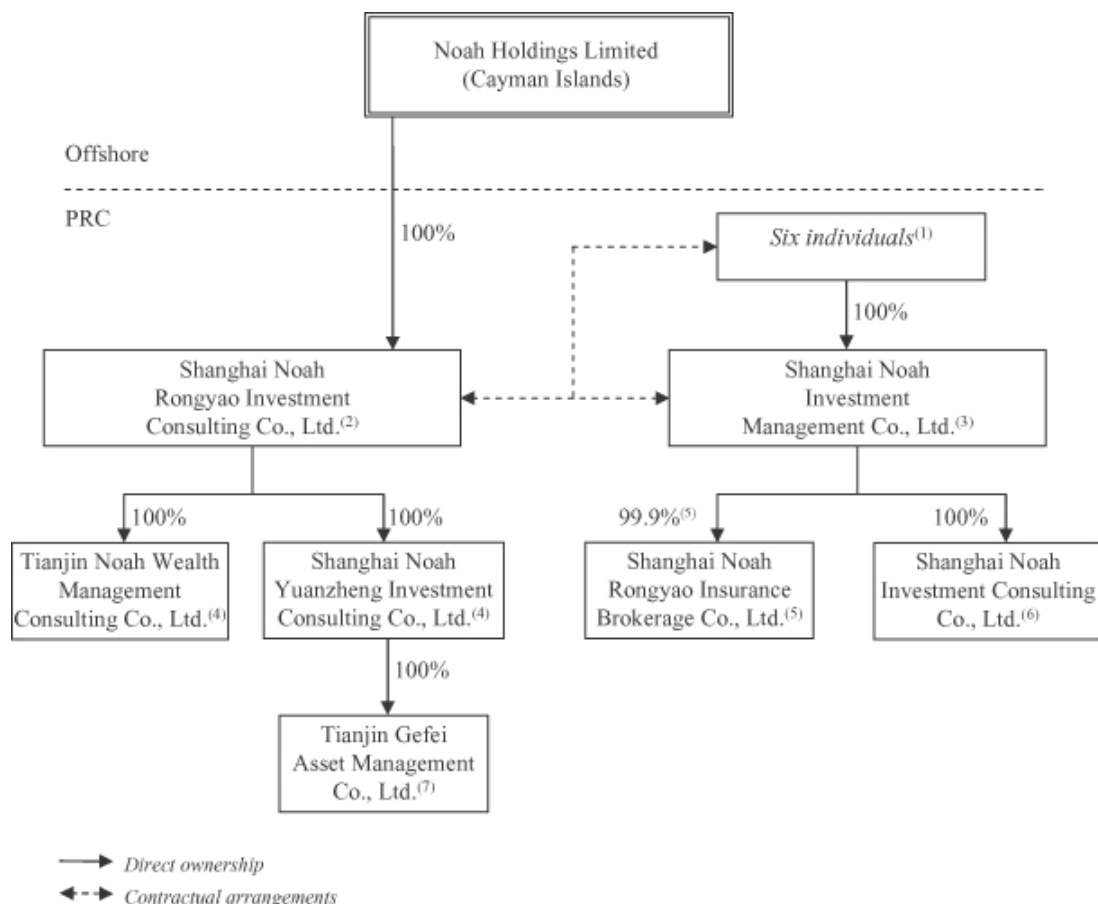 Noah Holdings Limited
(Cayman Islands)
Offshore
PRC
100%
Six individuals(1)
100%
Shanghai Noah
Rongyao Investment
Consulting Co., Ltd.(2)
Shanghai Noah
Investment
Management Co., Ltd.(3)
100%
100%
99.9%(5)
100%
Tianjin Noah Wealth
Management
Consulting Co., Ltd.(4)
Shanghai Noah
Yuanzheng Investment
Consulting Co., Ltd.(4)
Shanghai Noah
Rongyao Insurance
Brokerage Co., Ltd.(5)
Shanghai Noah
Investment Consulting
Co., Ltd.(6)
100%
Tianjin Gefei
Asset Management
Co., Ltd.(7)
Direct ownership
Contractual arrangements